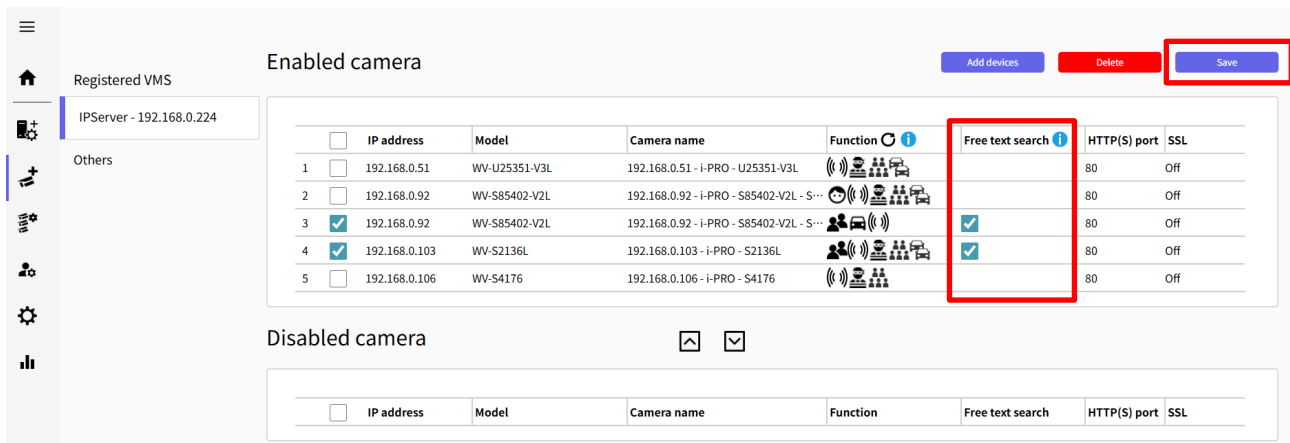 Enabled camera
Add devices
Delete
Save
Registered VMS
IPServer - 192.168.0.224
Others
IP address Model Camera name Function Free text search HTTP(S) port SSL
1 192.168.0.51 WV-U25351-V3L 192.168.0.51 - i-PRO - U25351-V3L 80 Off
2 192.168.0.92 WV-S85402-V2L 192.168.0.92 - i-PRO - S85402-V2L - S… 80 Off
3 192.168.0.92 WV-S85402-V2L 192.168.0.92 - i-PRO - S85402-V2L - S… 80 Off
4 192.168.0.103 WV-S2136L 192.168.0.103 - i-PRO - S2136L 80 Off
5 192.168.0.106 WV-S4176 192.168.0.106 - i-PRO - S4176 80 Off
Disabled camera
IP address Model Camera name Function Free text search HTTP(S) port SSL